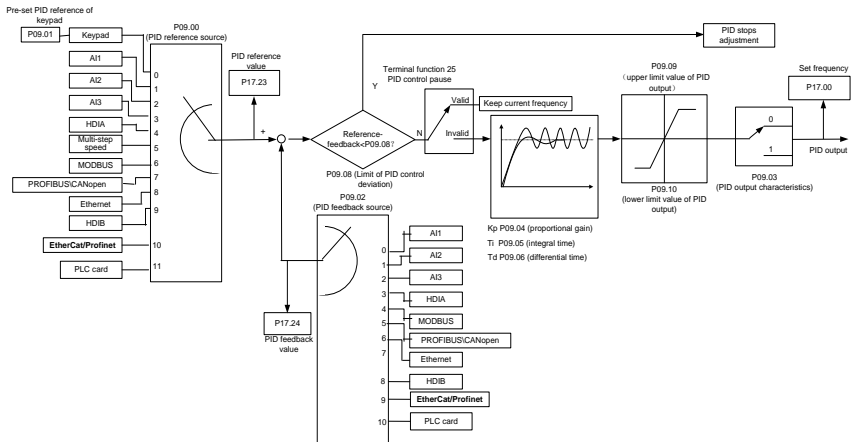 Pre-set PID reference of
keypad
P09.01
Keypad
AI1
AI2
AI3
HDIA
Multi-step
speed
MODBUS
PROFIBUS\CANopen
Ethernet
HDIB
EtherCat/Profinet
PLC card
P09.00
(PID reference source)
0
1
2
3
4
5
6
7
8
9
10
11
PID reference
value
P17.23
+
-
Reference-
feedback<P09.08?
Y
N
P09.08 (Limit of PID control
deviation)
Terminal function 25
PID control pause
Valid
Invalid
Keep current frequency
PID stops
adjustment
Kp P09.04 (proportional gain)
Ti P09.05 (integral time)
Td P09.06 (differential time)
P09.09
(upper limit value of PID
output)
P09.10
(lower limit value of PID
output)
0
1
P09.03
(PID output characteristics)
Set frequency
P17.00
PID output
P17.24
PID feedback
value
P09.02
(PID feedback source)
0
1
2
3
4
5
6
7
8
9
10
AI1
AI2
AI3
HDIA
MODBUS
PROFIBUS\CANopen
Ethernet
HDIB
EtherCat/Profinet
PLC card